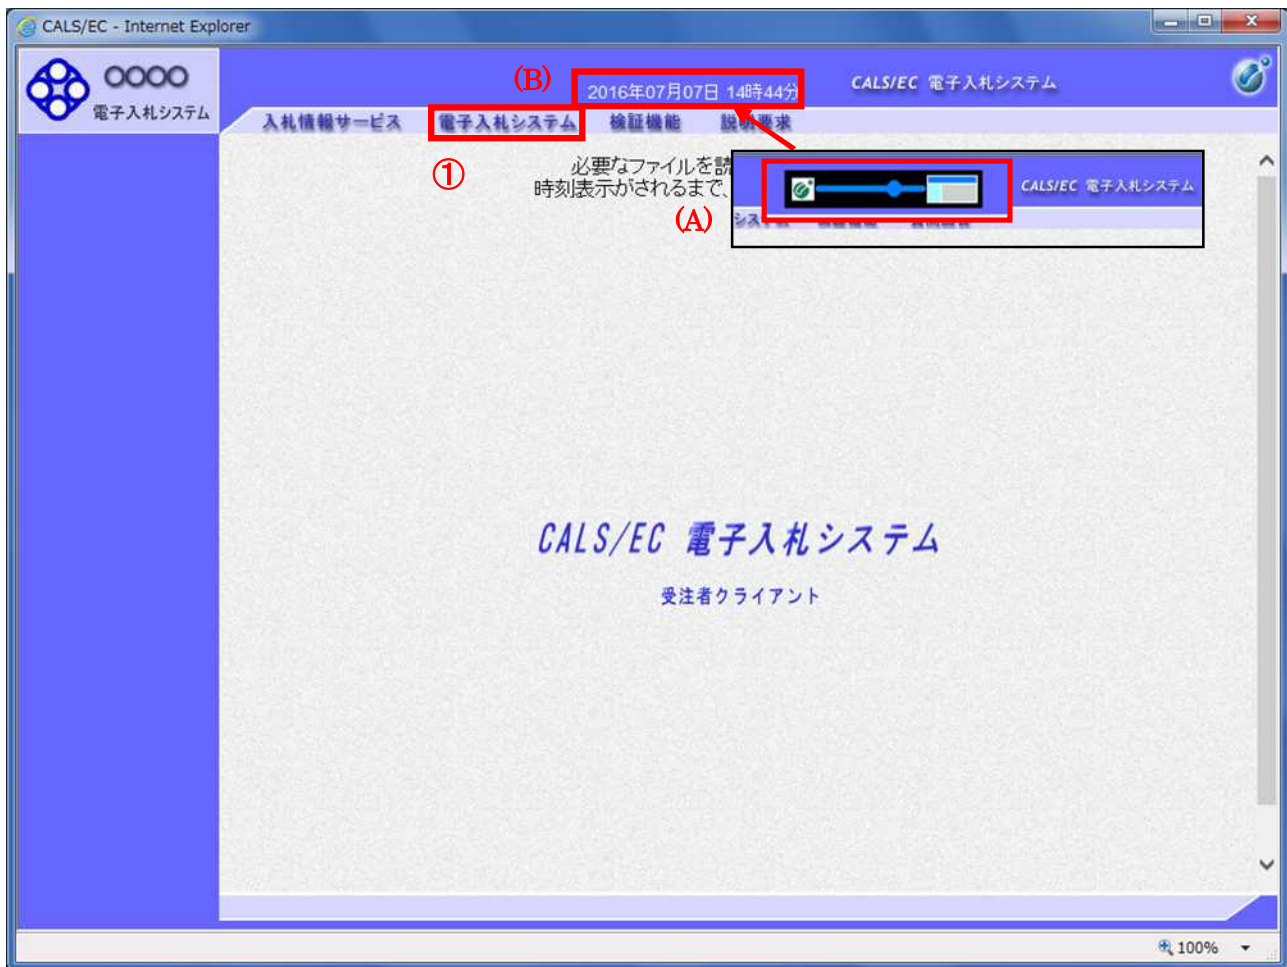 CALS/EC - Internet Explorer
○○○○
電子入札システム
(B)
2016年07月07日 14時44分
CALS/EC 電子入札システム
入札情報サービス 電子入札システム 検証機能 説明要求
①
必要なファイルを読
時刻表示がされるまで、
(A)
CALS/EC 電子入札システム
CALS/EC 電子入札システム
受注者クライアント
100%